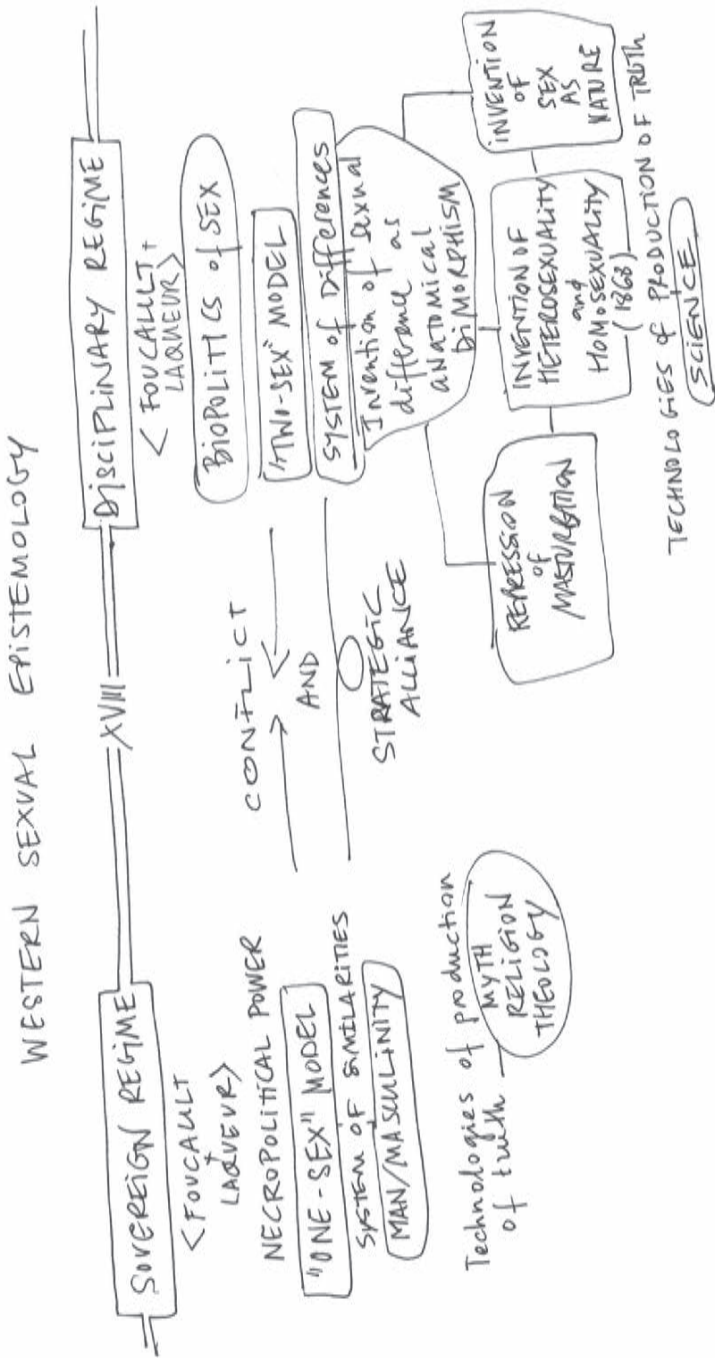 WESTERN SEXUAL EPISTEMOLOGY
SOVEREIGN REGIME
XVIII
DISCIPLINARY REGIME
<FOUCAULT
+
LAQUEUR>
NECROPOLITICAL POWER
"ONE-SEX" MODEL
SYSTEM OF SIMILARITIES
MAN/MASCULINITY
Technologies of production
of truth
MYTH
RELIGION
THEOLOGY
CONFLICT
AND
STRATEGIC
ALLIANCE
<FOUCAULT +
LAQUEUR>
BIOPOLITICS of SEX
"TWO-SEX" MODEL
SYSTEM of Differences
Invention of sexual
difference as
anatomical
DIMORPHISM
REPRESSION
of
MASTURBATION
INVENTION OF
HETEROSEXUALITY
and
HOMOSEXUALITY
(1868)
INVENTION
OF
SEX
AS
NATURE
TECHNOLOGIES of PRODUCTION OF TRUTH
SCIENCE